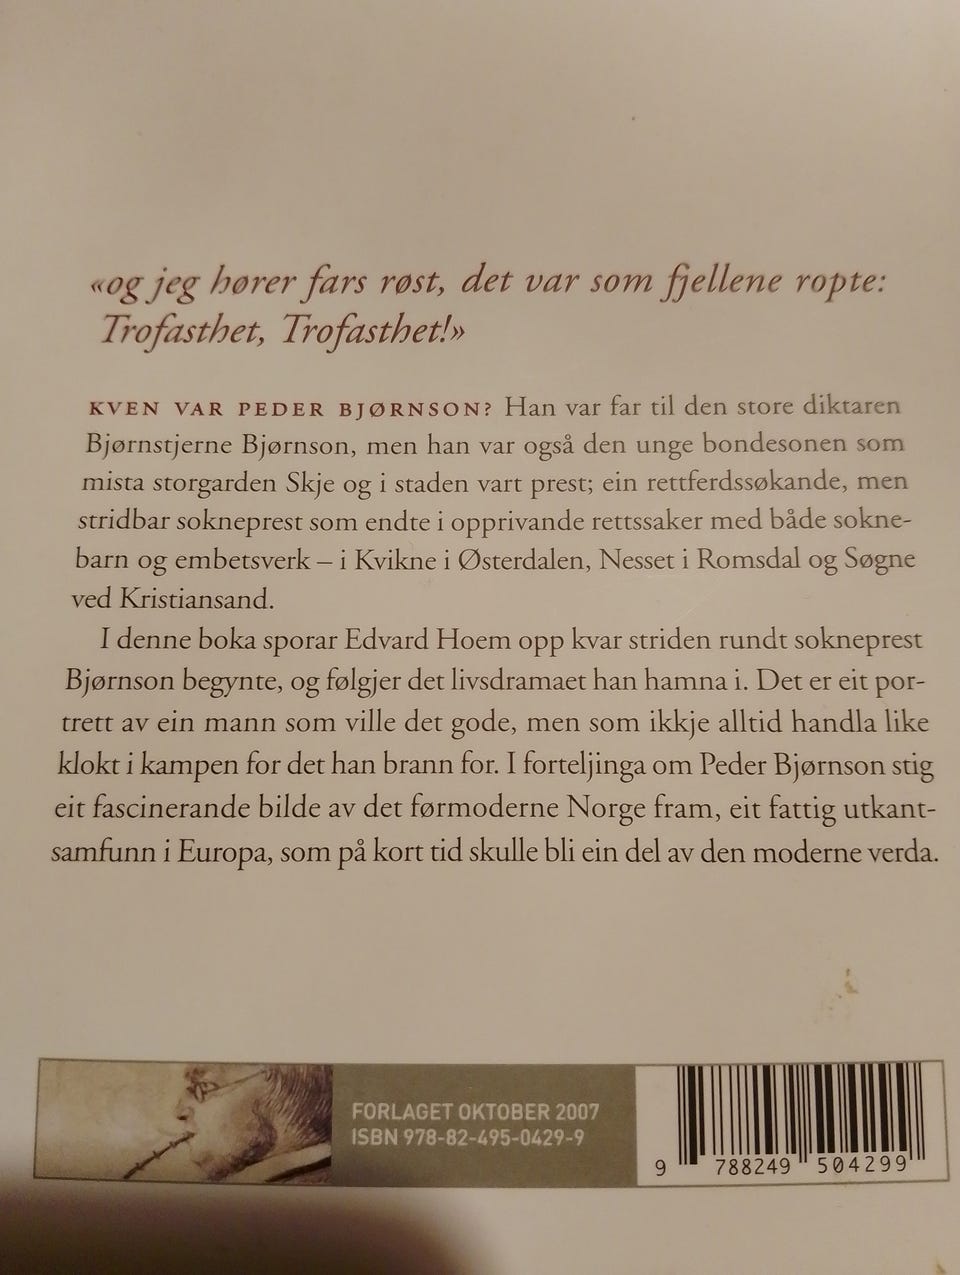 «og jeg hører fars røst, det var som fjellene ropte:
Trofasthet, Trofasthet!»
KVEN VAR PEDER BJØRNSON? Han var far til den store diktaren
Bjørnstjerne Bjørnson, men han var også den unge bondesonen som
mista storgarden Skje og i staden vart prest; ein rettferdssøkande, men
stridbar sokneprest som endte i opprivande rettssaker med både sokne-
barn og embetsverk – i Kvikne i Østerdalen, Nesset i Romsdal og Søgne
ved Kristiansand.
I denne boka sporar Edvard Hoem opp kvar striden rundt sokneprest
Bjørnson begynte, og følgjer det livsdramaet han hamna i. Det er eit por-
trett av ein mann som ville det gode, men som ikkje alltid handla like
klokt i kampen for det han brann for. I forteljinga om Peder Bjørnson stig
eit fascinerande bilde av det førmoderne Norge fram, eit fattig utkant-
samfunn i Europa, som på kort tid skulle bli ein del av den moderne verda.
FORLAGET OKTOBER 2007
ISBN 978-82-495-0429-9
9 788249 504299